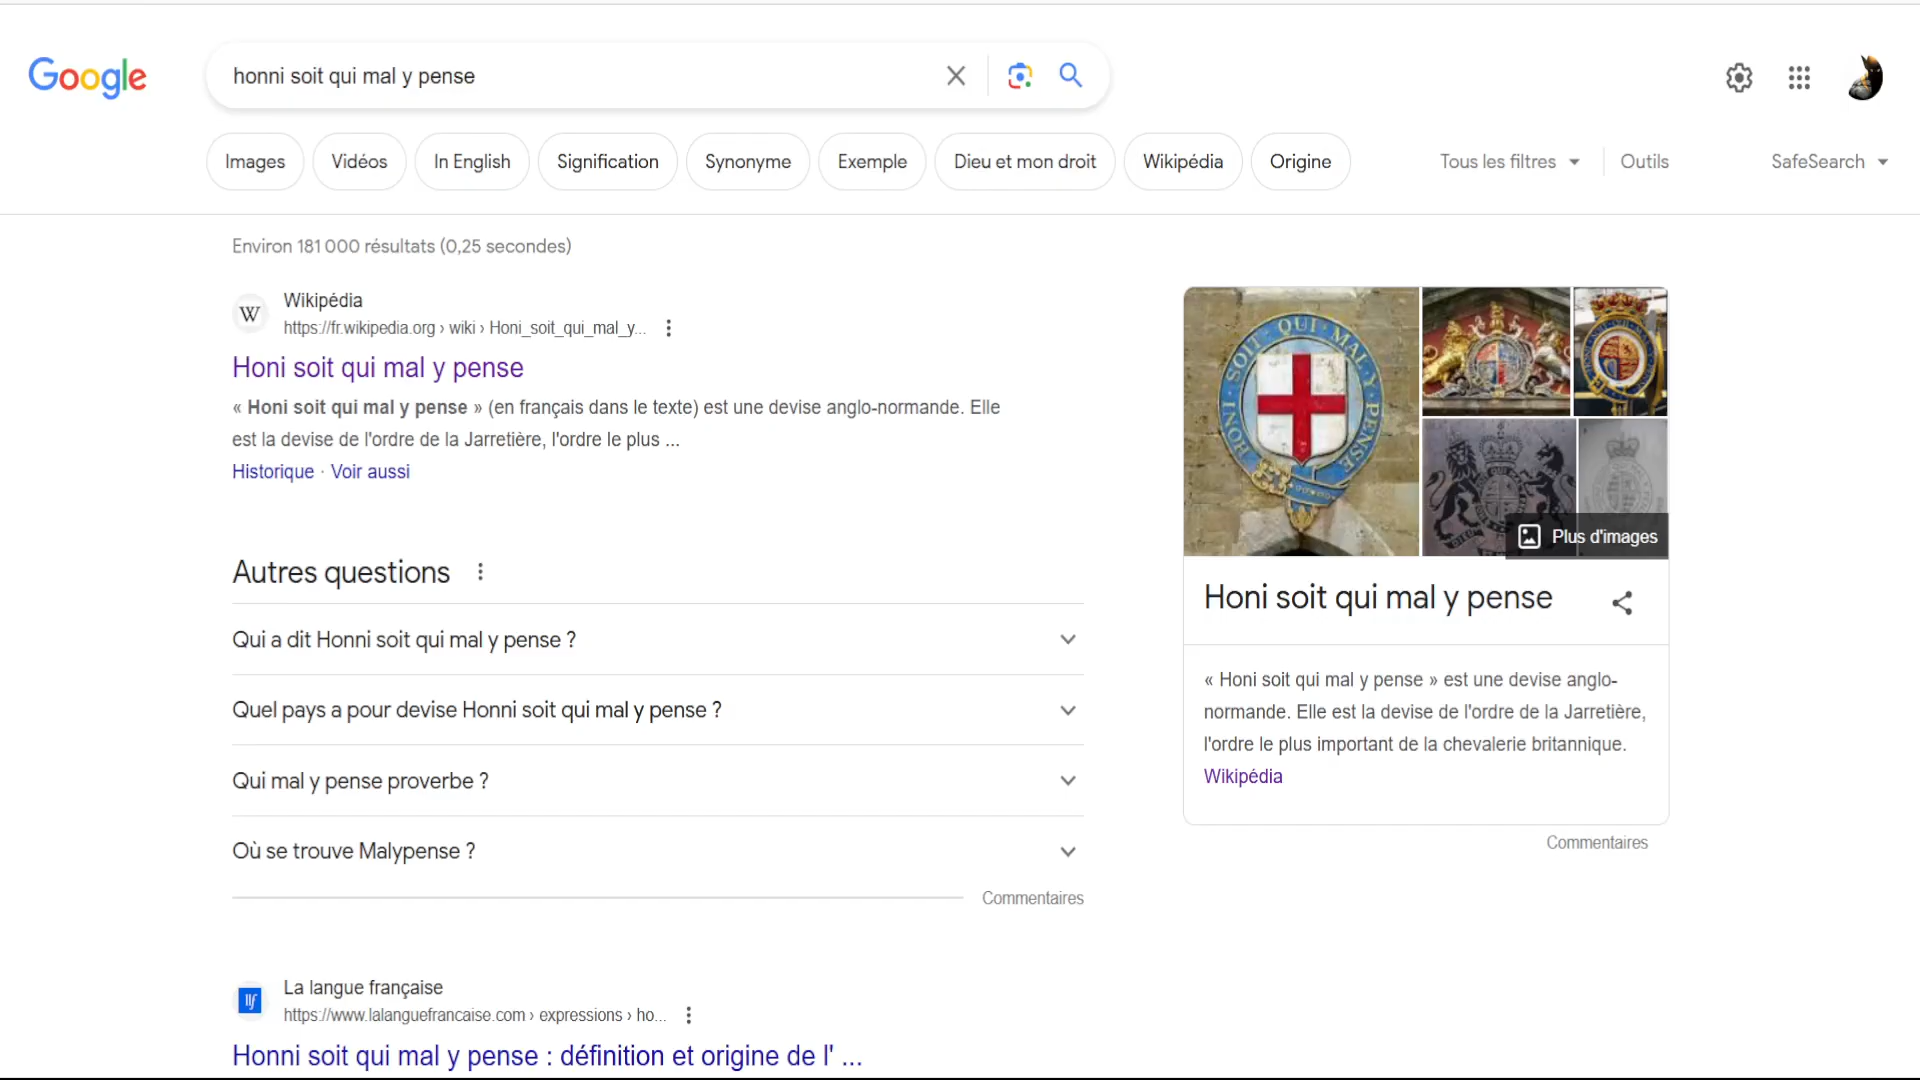 Google
honni soit qui mal y pense
Images
Vidéos
In English
Signification
Synonyme
Exemple
Dieu et mon droit
Wikipédia
Origine
Tous les filtres
Outils
SafeSearch
Environ 181 000 résultats (0,25 secondes)
W
Wikipédia
https://fr.wikipedia.org › wiki › Honi_soit_qui_mal_y...
Honi soit qui mal y pense
« Honi soit qui mal y pense » (en français dans le texte) est une devise anglo-normande. Elle
est la devise de l'ordre de la Jarretière, l'ordre le plus ...
Historique · Voir aussi
Autres questions
Qui a dit Honni soit qui mal y pense ?
Quel pays a pour devise Honni soit qui mal y pense ?
Qui mal y pense proverbe ?
Où se trouve Malypense ?
Commentaires
llf
La langue française
https://www.lalanguefrancaise.com › expressions › ho...
Honni soit qui mal y pense : définition et origine de l' ...
HONI · SOIT · QUI · MAL · Y · PENSE
Plus d'images
Honi soit qui mal y pense
« Honi soit qui mal y pense » est une devise anglo-
normande. Elle est la devise de l'ordre de la Jarretière,
l'ordre le plus important de la chevalerie britannique.
Wikipédia
Commentaires